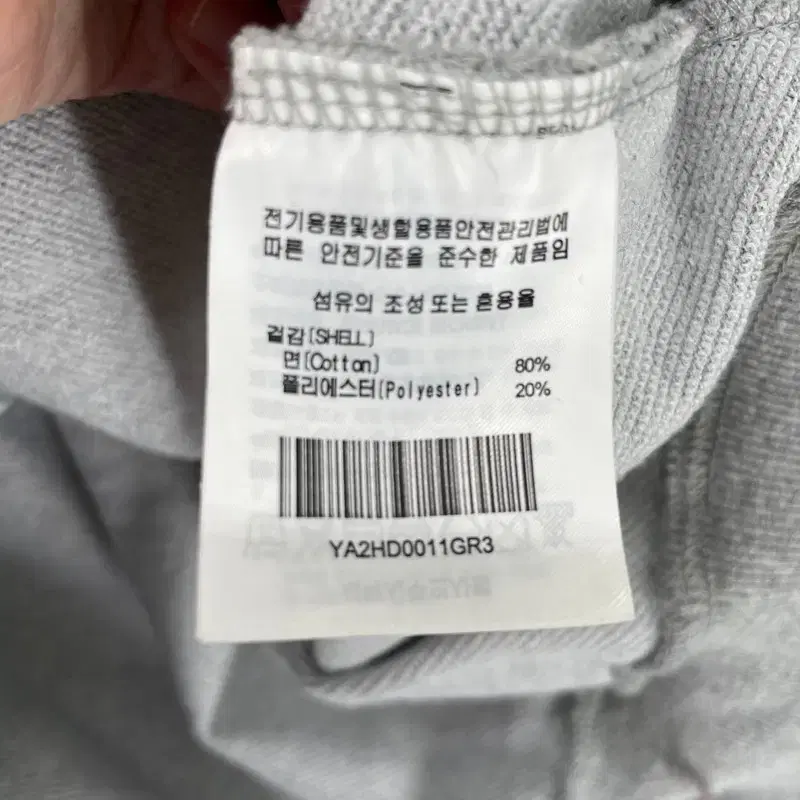 전기용품및생활용품안전관리법에
따른 안전기준을 준수한 제품임
섬유의 조성 또는 혼용율
겉감(SHELL)
면(Cotton) 80%
폴리에스터(Polyester) 20%
YA2HD0011GR3